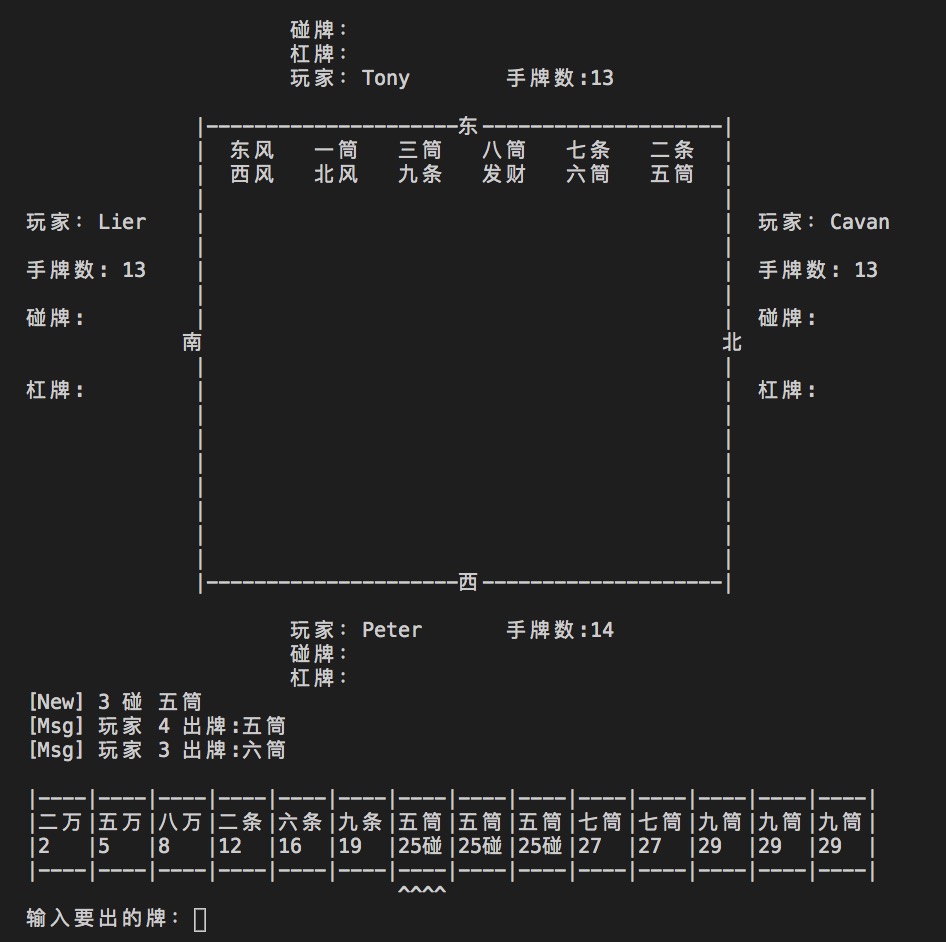 碰牌:
杠牌:
玩家: Tony 手牌数:13
|---------------------东--------------------|
| 东风 一筒 三筒 八筒 七条 二条 |
| 西风 北风 九条 发财 六筒 五筒 |
玩家: Lier | | 玩家: Cavan
手牌数: 13 | | 手牌数: 13
碰牌: | | 碰牌:
南 北
杠牌: | | 杠牌:
|---------------------西--------------------|
玩家: Peter 手牌数:14
碰牌:
杠牌:
[New] 3 碰 五筒
[Msg] 玩家 4 出牌:五筒
[Msg] 玩家 3 出牌:六筒
|----|----|----|----|----|----|----|----|----|----|----|----|----|----|
|二万|五万|八万|二条|六条|九条|五筒|五筒|五筒|七筒|七筒|九筒|九筒|九筒|
|2 |5 |8 |12 |16 |19 |25碰|25碰|25碰|27 |27 |29 |29 |29 |
|----|----|----|----|----|----|----|----|----|----|----|----|----|----|
^^^^
输入要出的牌: